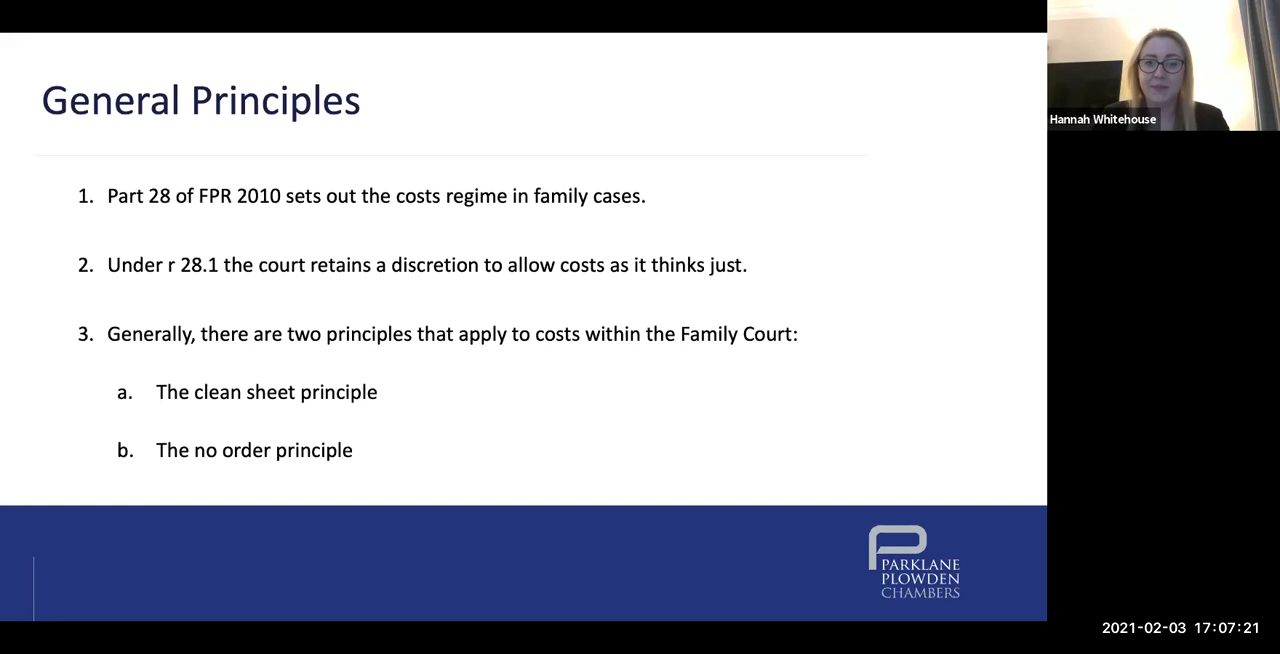 General Principles
Hannah Whitehouse
1. Part 28 of FPR 2010 sets out the costs regime in family cases.
2. Under r 28.1 the court retains a discretion to allow costs as it thinks just.
3. Generally, there are two principles that apply to costs within the Family Court:
a. The clean sheet principle
b. The no order principle
PARKLANE
PLOWDEN
CHAMBERS
2021-02-03 17:07:21